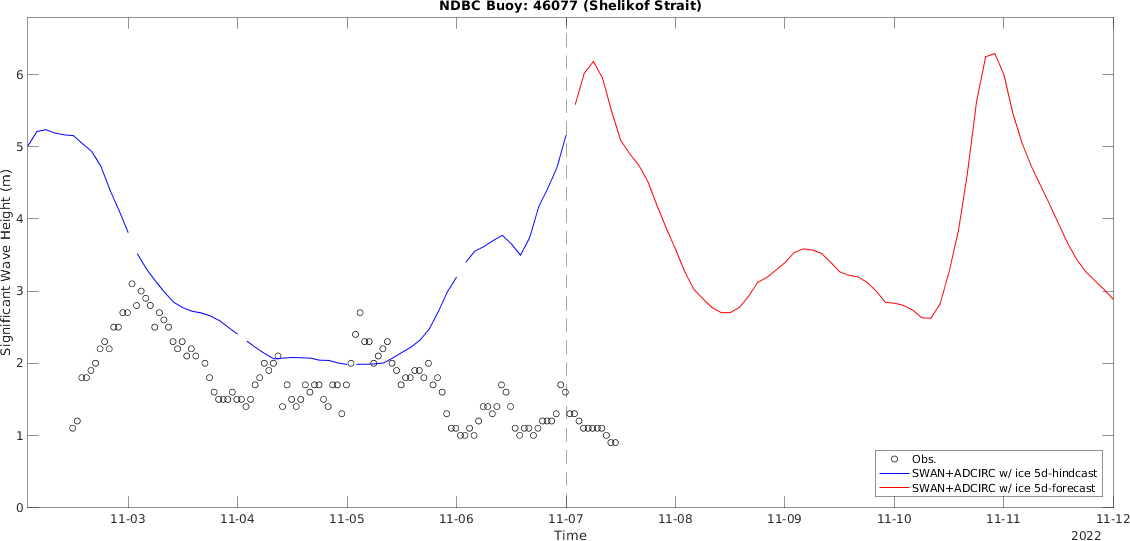 NDBC Buoy: 46077 (Shelikof Strait)
Significant Wave Height (m)
6
5
4
3
2
1
0
Obs.
SWAN+ADCIRC w/ ice 5d-hindcast
SWAN+ADCIRC w/ ice 5d-forecast
11-03 11-04 11-05 11-06 11-07 11-08 11-09 11-10 11-11 11-12
Time
2022